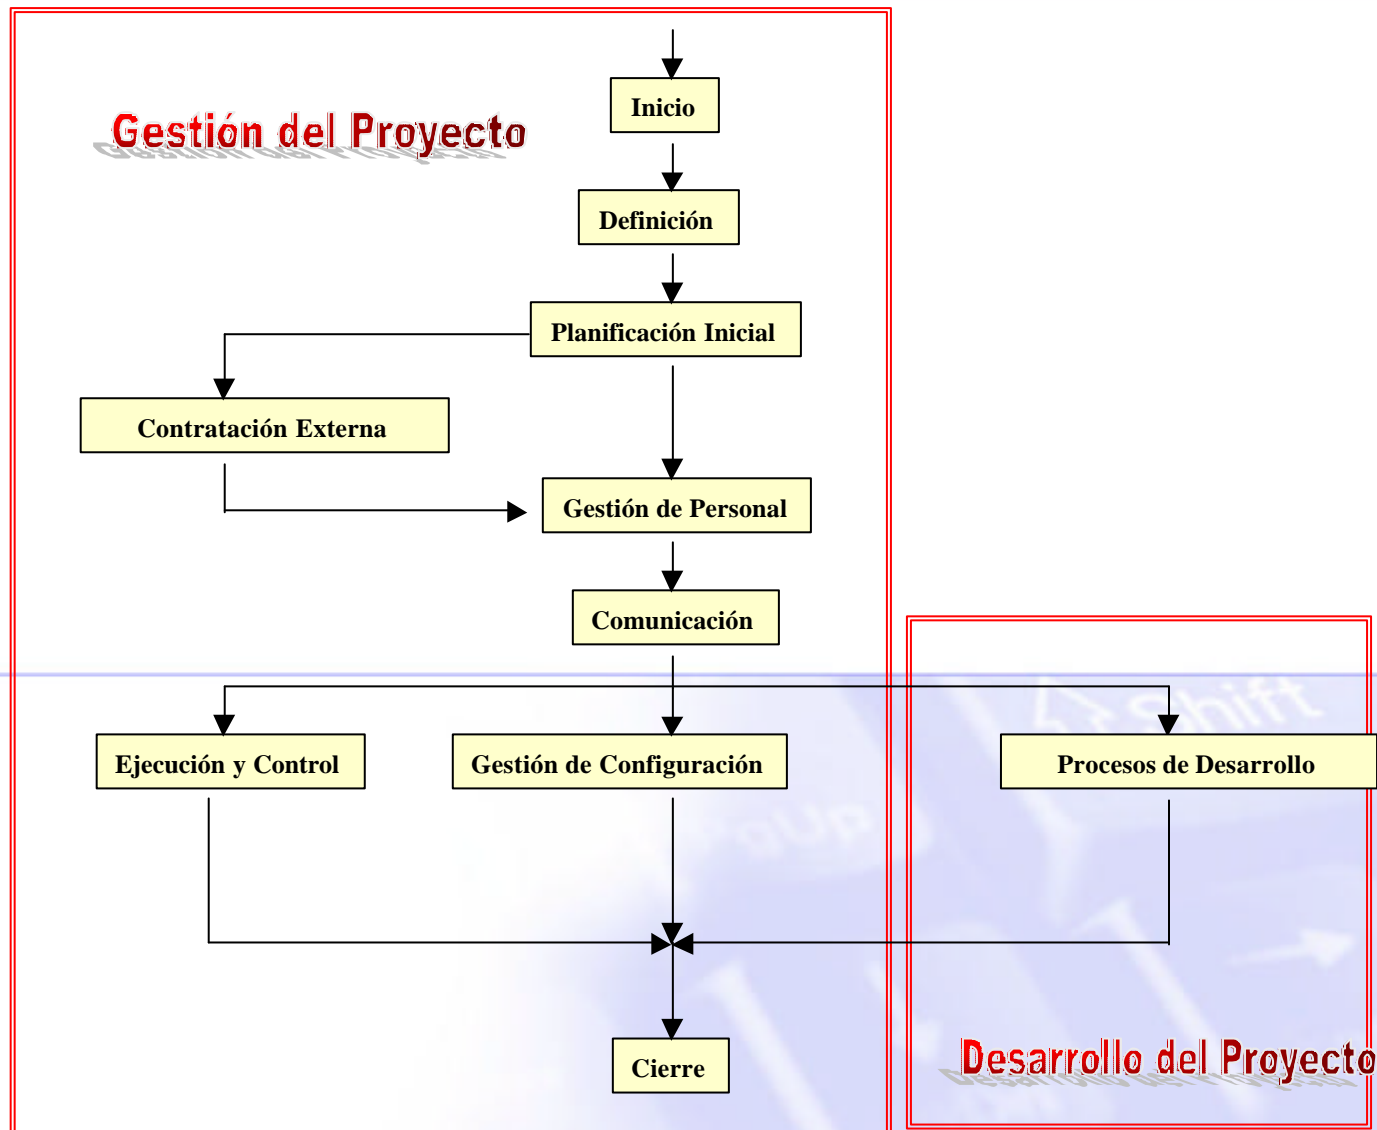 Inicio
Gestión del Proyecto
Definición
Planificación Inicial
Contratación Externa
Gestión de Personal
Comunicación
Shift
Ejecución y Control
Gestión de Configuración
Procesos de Desarrollo
Cierre
Desarrollo del Proyecto